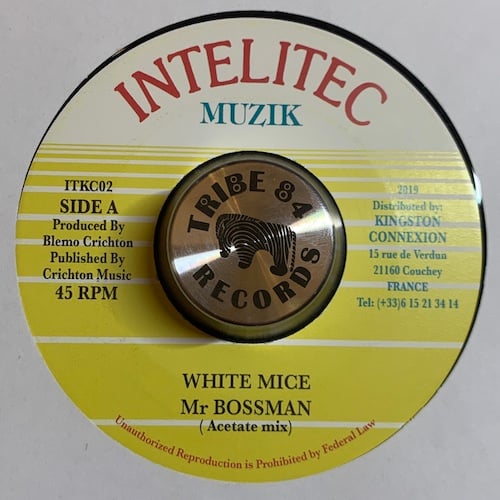 INTELITEC
MUZIK
ITKC02
SIDE A
Produced By
Blemo Crichton
Published By
Crichton Music
45 RPM
TRIBE 84
RECORDS
2019
Distributed by:
KINGSTON
CONNEXION
15 rue de Verdun
21160 Couchey
FRANCE
Tel: (+33)6 15 21 34 14
WHITE MICE
Mr BOSSMAN
( Acetate mix)
Unauthorized Reproduction is Prohibited by Federal Law